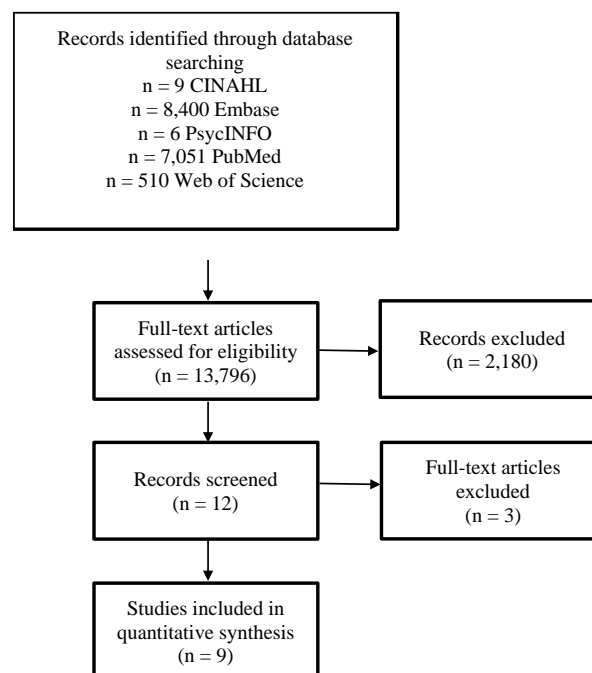 Records identified through database
searching
n = 9 CINAHL
n = 8,400 Embase
n = 6 PsycINFO
n = 7,051 PubMed
n = 510 Web of Science
Full-text articles
assessed for eligibility
(n = 13,796)
Records excluded
(n = 2,180)
Records screened
(n = 12)
Full-text articles
excluded
(n = 3)
Studies included in
quantitative synthesis
(n = 9)